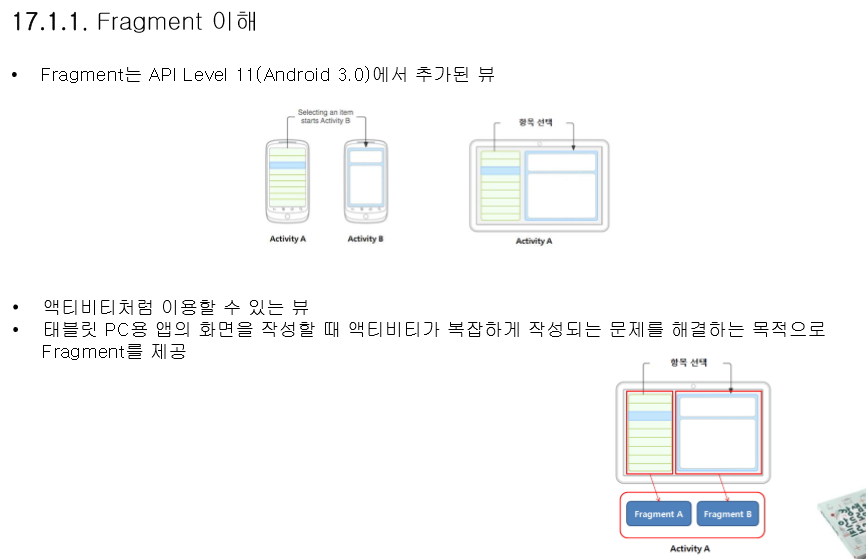 17.1.1. Fragment 이해
• Fragment는 API Level 11(Android 3.0)에서 추가된 뷰
Selecting an item
starts Activity B
항목 선택
Activity A
Activity B
Activity A
• 액티비티처럼 이용할 수 있는 뷰
• 태블릿 PC용 앱의 화면을 작성할 때 액티비티가 복잡하게 작성되는 문제를 해결하는 목적으로
Fragment를 제공
항목 선택
Fragment A
Fragment B
Activity A